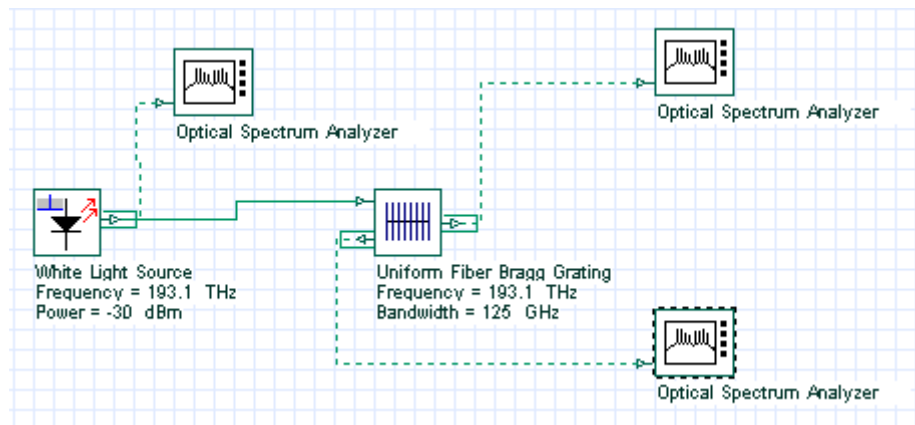 Optical Spectrum Analyzer
Optical Spectrum Analyzer
White Light Source
Frequency = 193.1 THz
Power = -30 dBm
Uniform Fiber Bragg Grating
Frequency = 193.1 THz
Bandwidth = 125 GHz
Optical Spectrum Analyzer